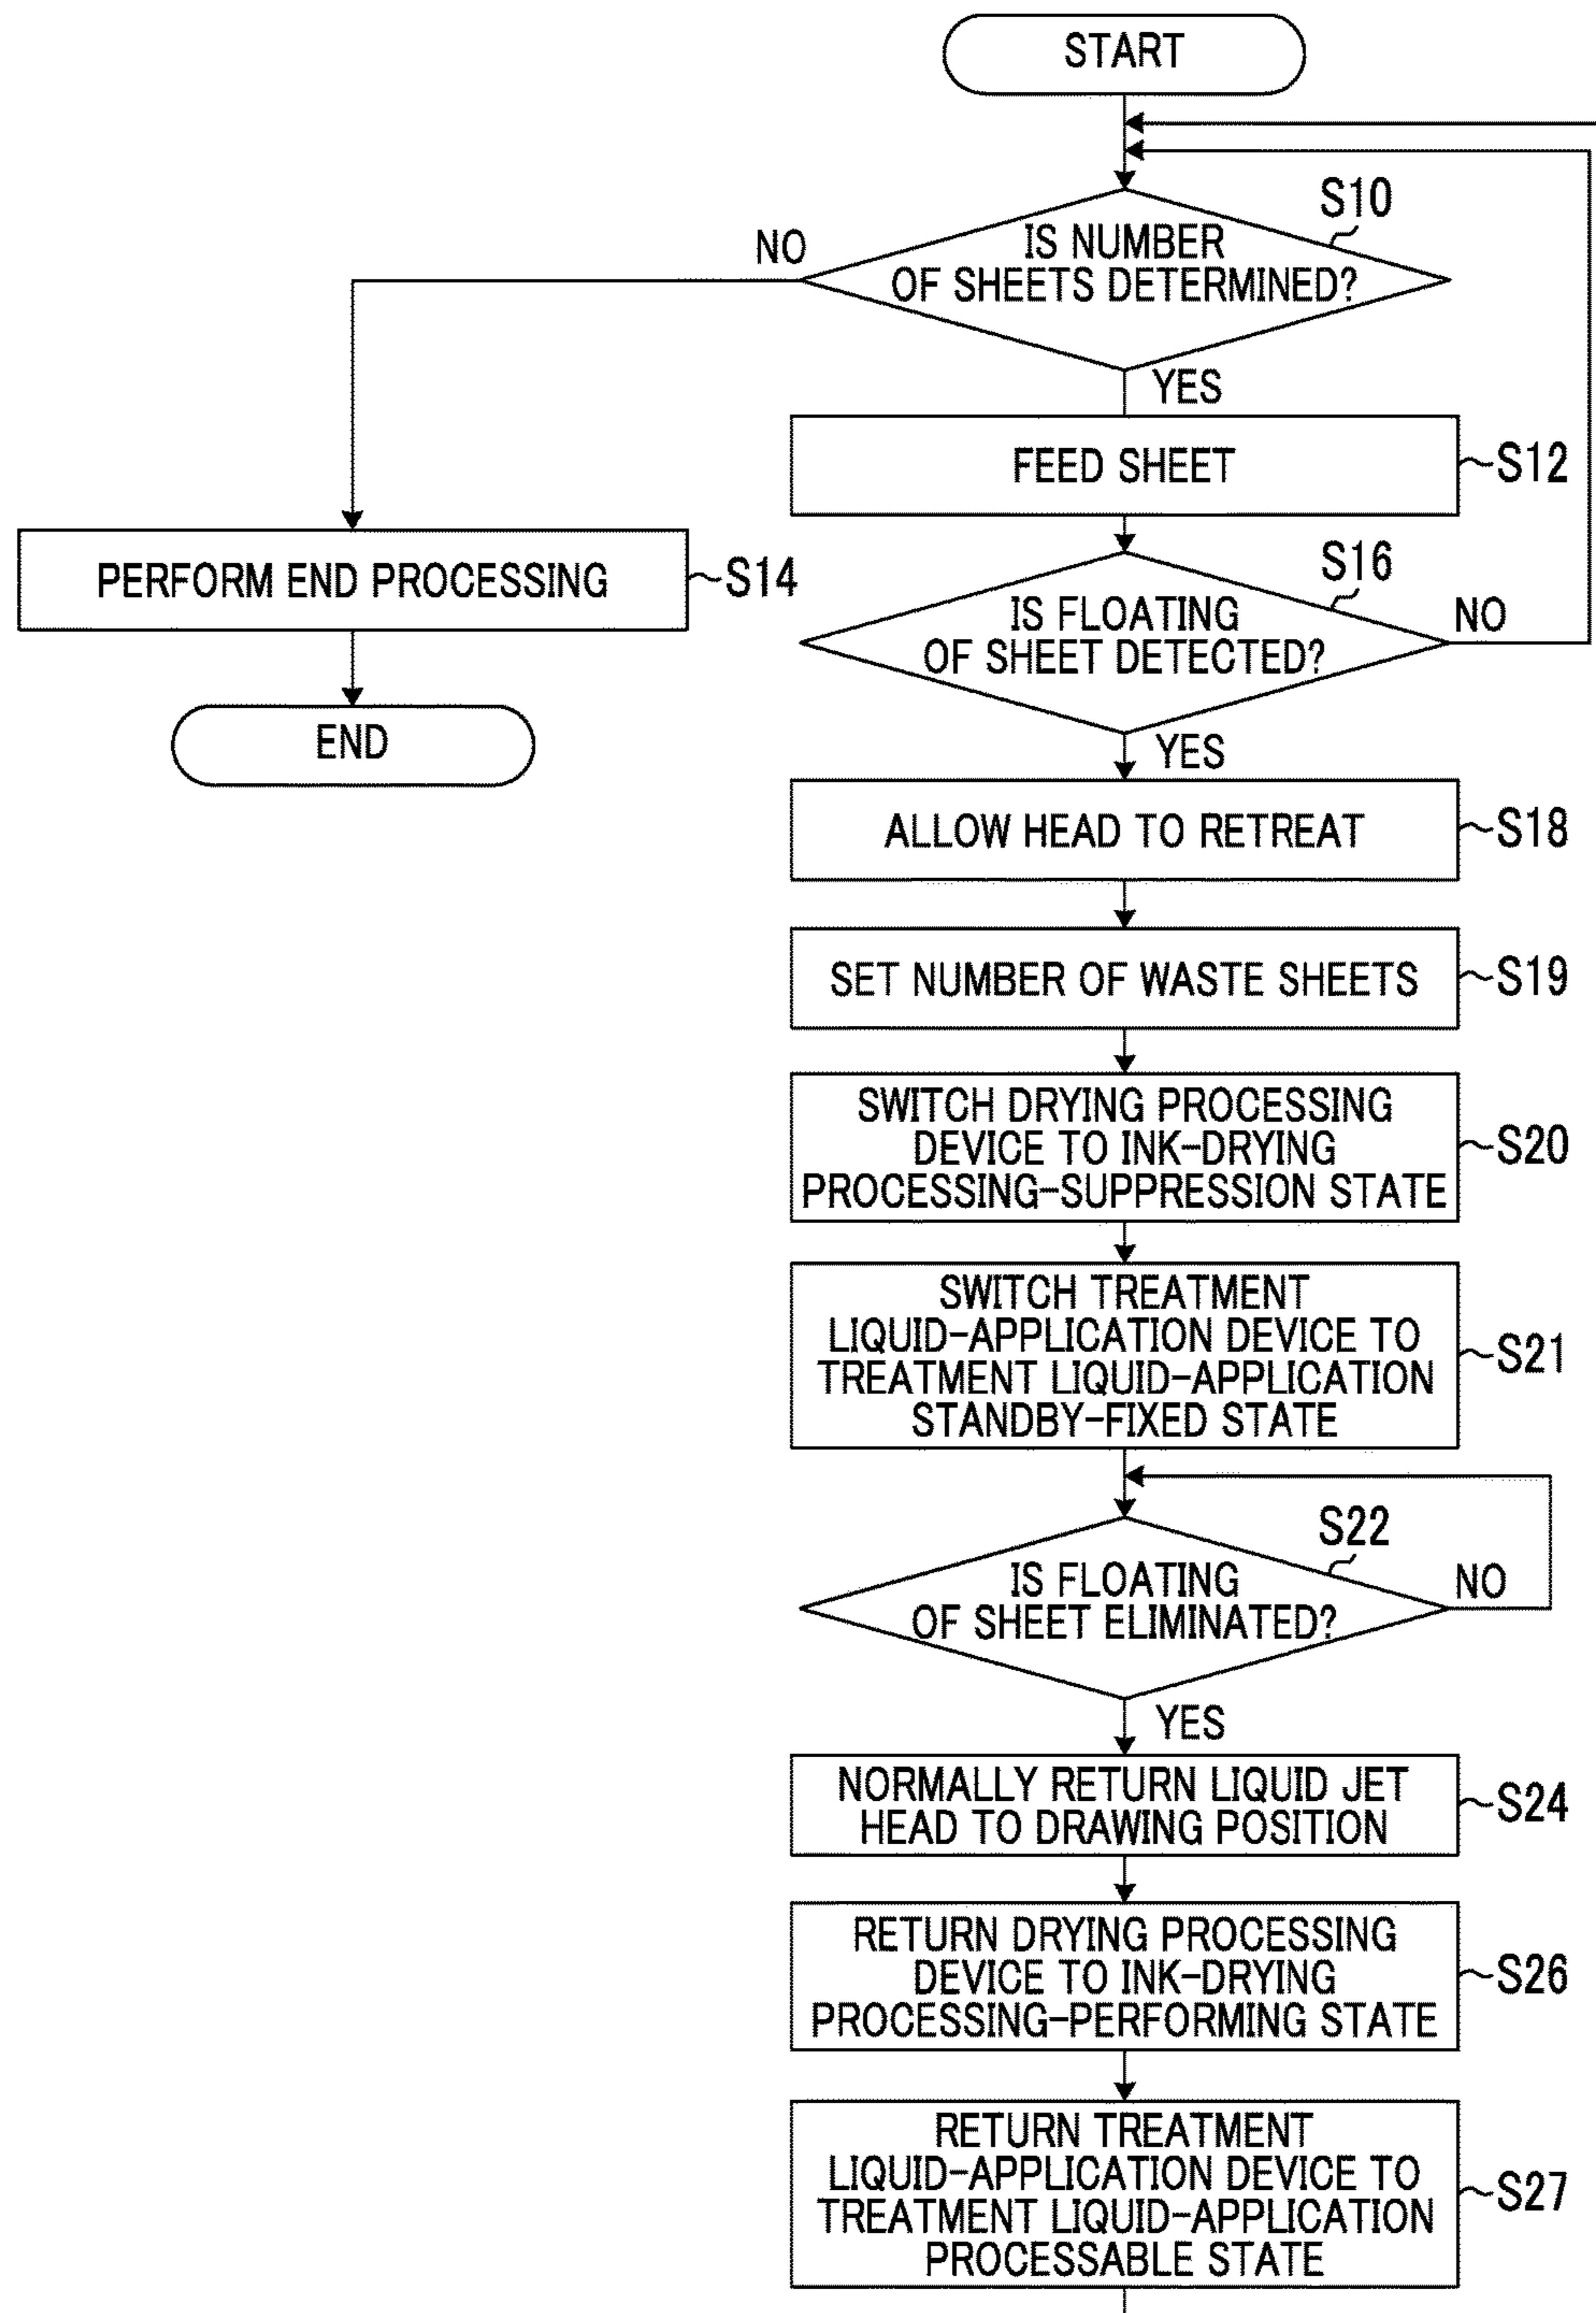 START
S10
IS NUMBER
OF SHEETS DETERMINED?
NO
YES
FEED SHEET
S12
PERFORM END PROCESSING
S14
END
S16
IS FLOATING
OF SHEET DETECTED?
NO
YES
ALLOW HEAD TO RETREAT
S18
SET NUMBER OF WASTE SHEETS
S19
SWITCH DRYING PROCESSING
DEVICE TO INK-DRYING
PROCESSING-SUPPRESSION STATE
S20
SWITCH TREATMENT
LIQUID-APPLICATION DEVICE TO
TREATMENT LIQUID-APPLICATION
STANDBY-FIXED STATE
S21
S22
IS FLOATING
OF SHEET ELIMINATED?
NO
YES
NORMALLY RETURN LIQUID JET
HEAD TO DRAWING POSITION
S24
RETURN DRYING PROCESSING
DEVICE TO INK-DRYING
PROCESSING-PERFORMING STATE
S26
RETURN TREATMENT
LIQUID-APPLICATION DEVICE TO
TREATMENT LIQUID-APPLICATION
PROCESSABLE STATE
S27